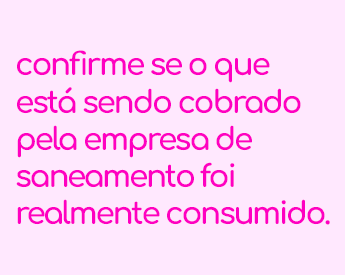 confirme se o que
está sendo cobrado
pela empresa de
saneamento foi
realmente consumido.